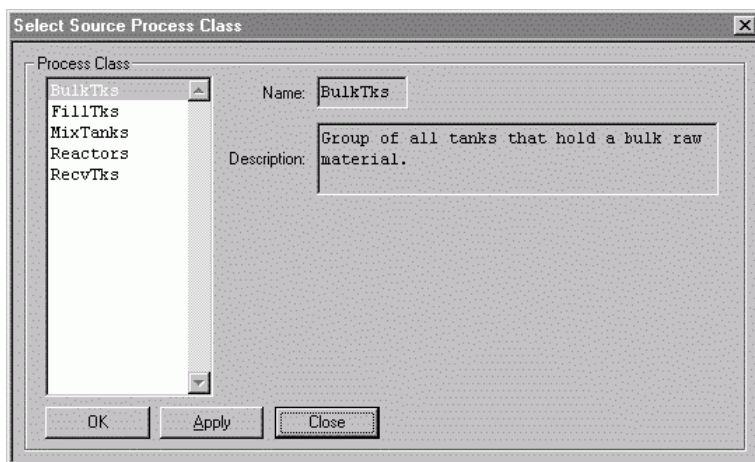 Select Source Process Class
Process Class
BulkTks
FillTks
MixTanks
Reactors
RecvTks
Name: BulkTks
Description: Group of all tanks that hold a bulk raw
material.
OK Apply Close